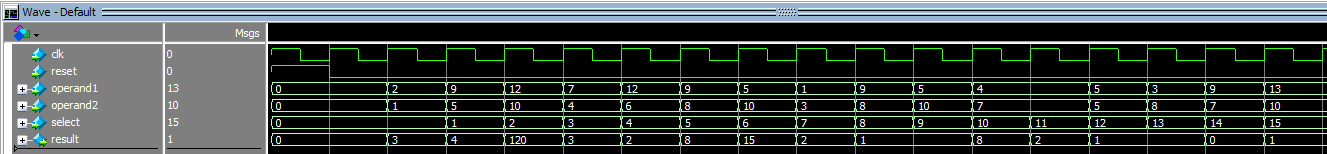 Wave - Default
Msgs
clk 0
reset 0
operand1 13 0 2 9 12 7 12 9 5 1 9 5 4 5 3 9 13
operand2 10 0 1 5 10 4 6 8 10 3 8 10 7 5 8 7 10
select 15 0 1 2 3 4 5 6 7 8 9 10 11 12 13 14 15
result 1 0 3 4 120 3 2 8 15 2 1 8 2 1 0 1